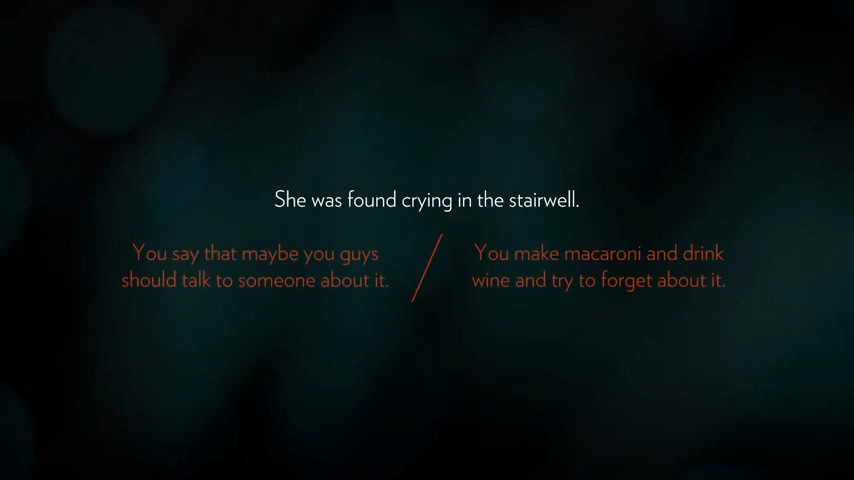 She was found crying in the stairwell.
You say that maybe you guys
should talk to someone about it.
You make macaroni and drink
wine and try to forget about it.